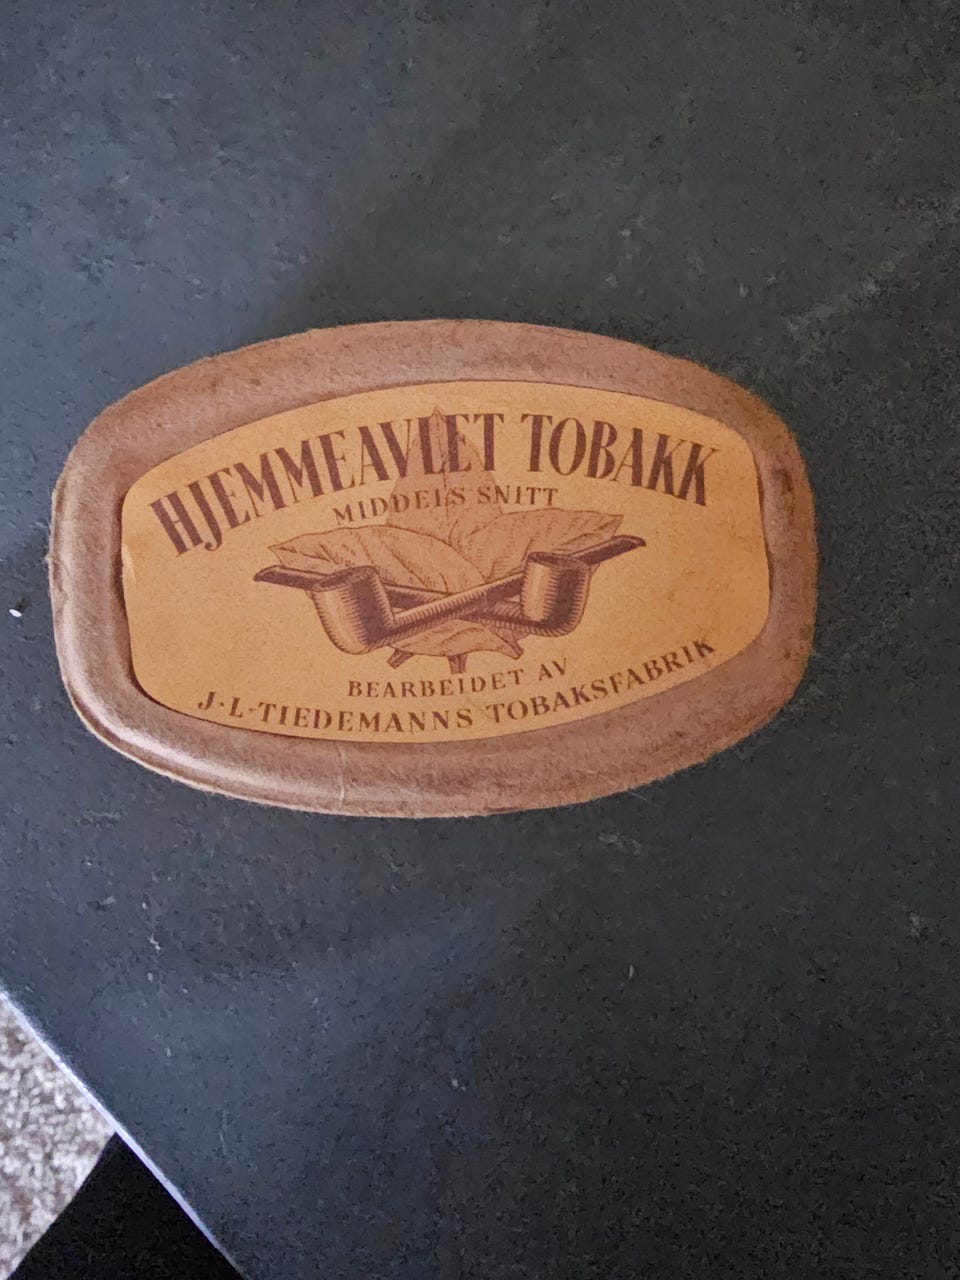 HJEMMEAVLET TOBAKK
MIDDELS SNITT
BEARBEIDET AV
J·L·TIEDEMANNS TOBAKSFABRIK